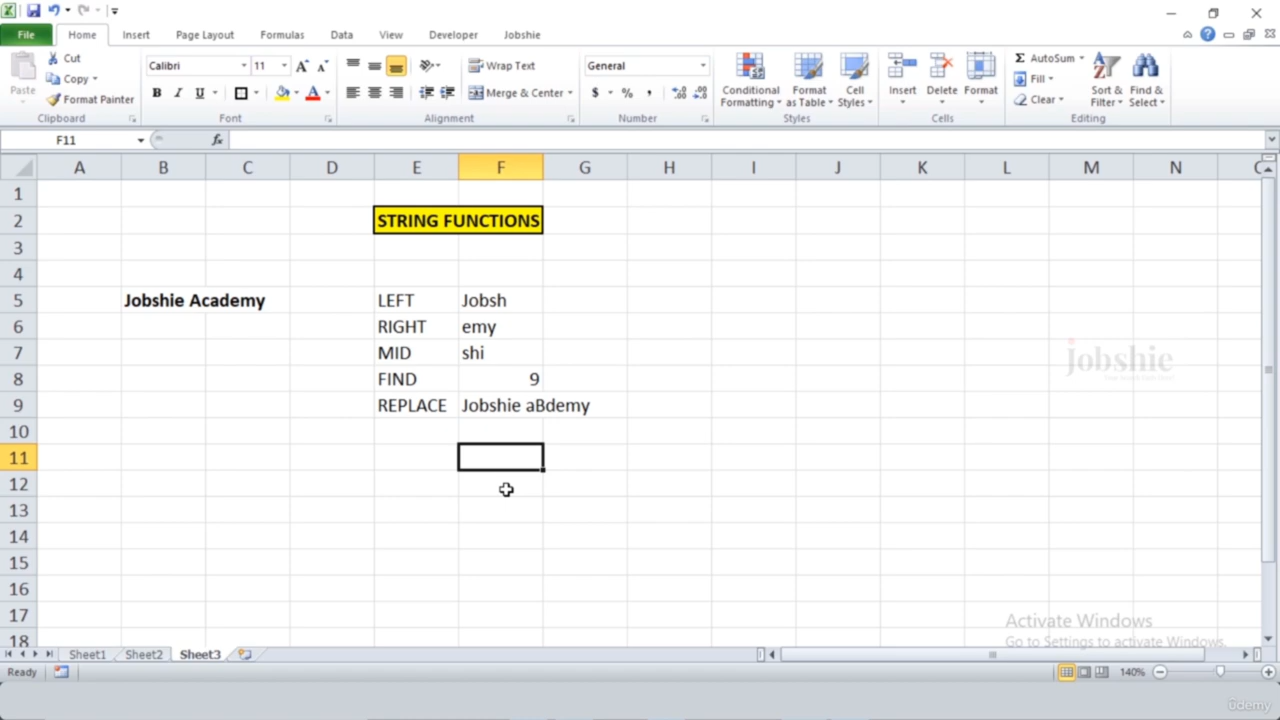 File Home Insert Page Layout Formulas Data View Developer Jobshie
Cut Calibri 11 A A Wrap Text General AutoSum
Paste Copy Fill
Format Painter B I U A Merge & Center $ % , Conditional Formatting Format as Table Cell Styles Insert Delete Format Clear Sort & Filter Find & Select
Clipboard Font Alignment Number Styles Cells Editing
F11 fx
A B C D E F G H I J K L M N
1
2 STRING FUNCTIONS
3
4
5 Jobshie Academy LEFT Jobsh
6 RIGHT emy
7 MID shi
jobshie
8 FIND 9
9 REPLACE Jobshie aBdemy
10
11
12
13
14
15
16
17
Activate Windows
18
Go to Settings to activate Windows.
Sheet1 Sheet2 Sheet3
Ready 140%
ûdemy